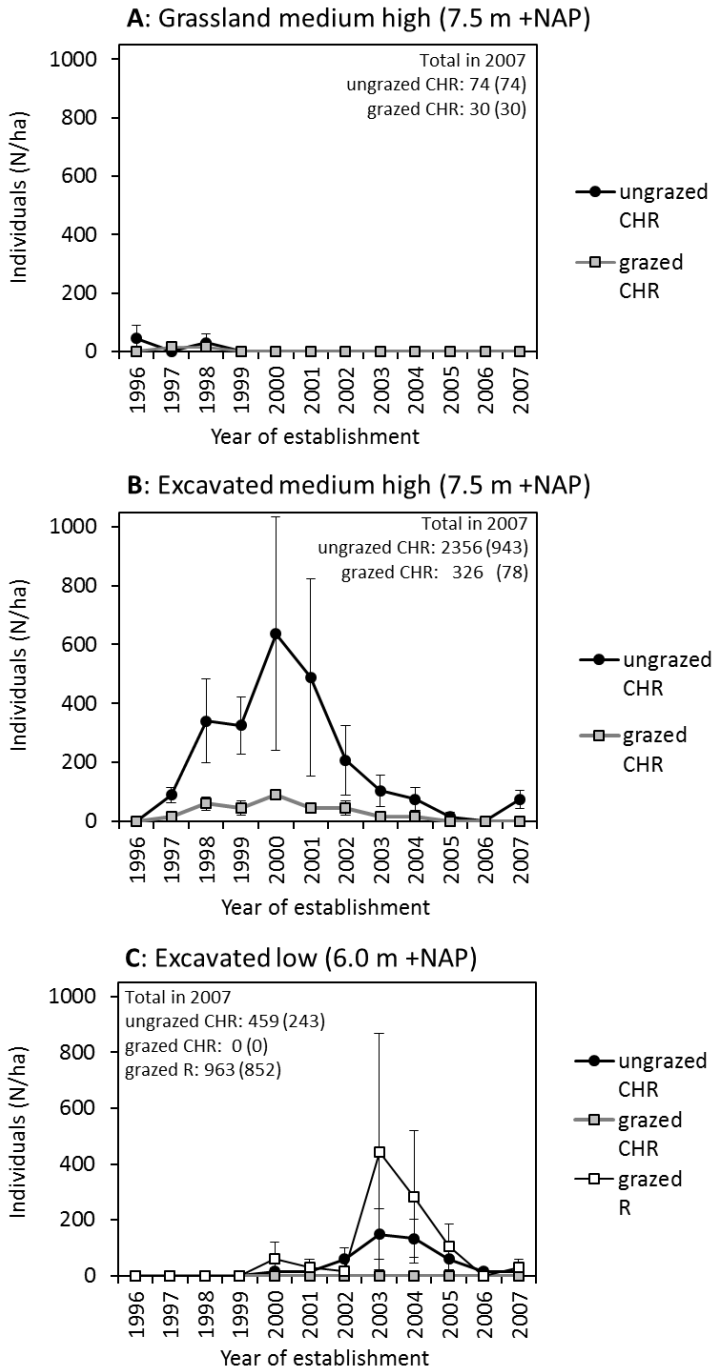 A: Grassland medium high (7.5 m +NAP)
Individuals (N/ha)
1000
800
600
400
200
0
Total in 2007
ungrazed CHR: 74 (74)
grazed CHR: 30 (30)
ungrazed
CHR
grazed
CHR
1996 1997 1998 1999 2000 2001 2002 2003 2004 2005 2006 2007
Year of establishment
B: Excavated medium high (7.5 m +NAP)
Individuals (N/ha)
1000
800
600
400
200
0
Total in 2007
ungrazed CHR: 2356 (943)
grazed CHR: 326 (78)
ungrazed
CHR
grazed
CHR
1996 1997 1998 1999 2000 2001 2002 2003 2004 2005 2006 2007
Year of establishment
C: Excavated low (6.0 m +NAP)
Individuals (N/ha)
1000
800
600
400
200
0
Total in 2007
ungrazed CHR: 459 (243)
grazed CHR: 0 (0)
grazed R: 963 (852)
ungrazed
CHR
grazed
CHR
grazed
R
1996 1997 1998 1999 2000 2001 2002 2003 2004 2005 2006 2007
Year of establishment